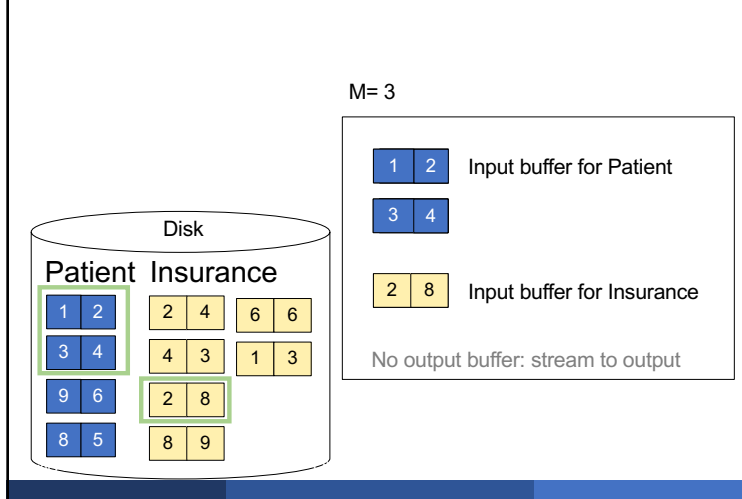 M= 3
1 2 Input buffer for Patient
3 4
2 8 Input buffer for Insurance
No output buffer: stream to output
Disk
Patient Insurance
1 2 2 4 6 6
3 4 4 3 1 3
9 6 2 8
8 5 8 9